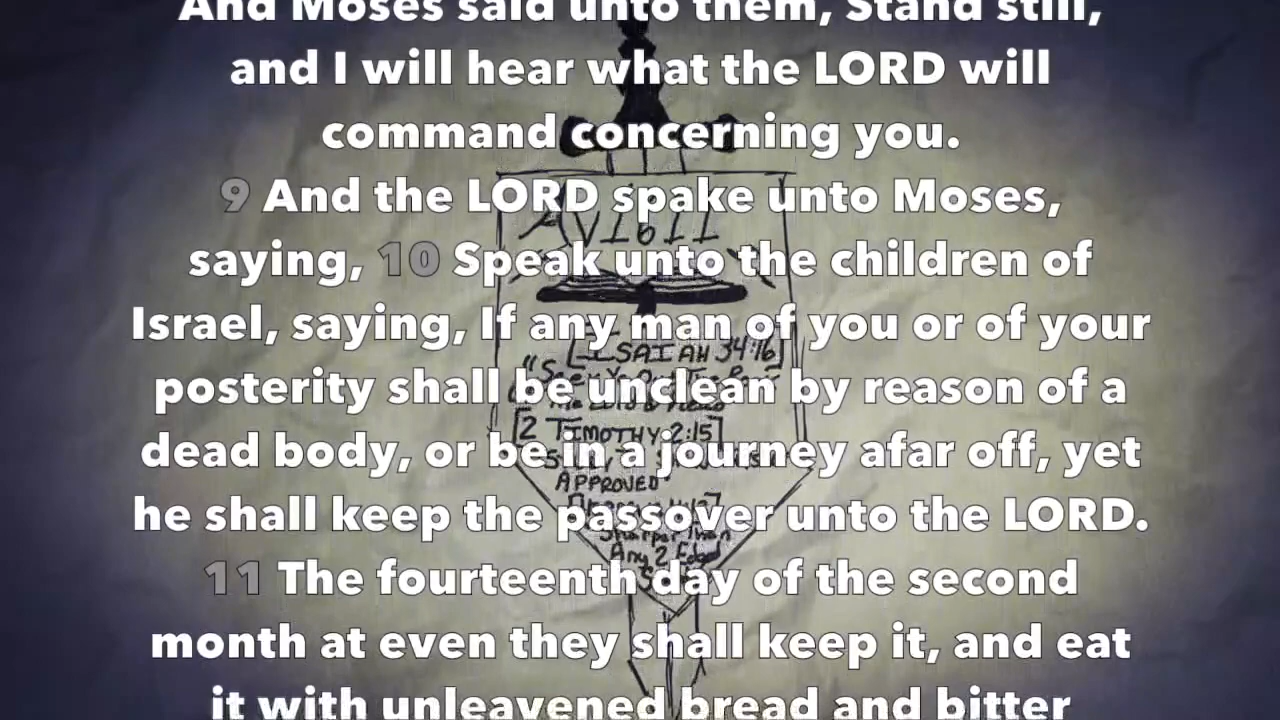 And Moses said unto them, Stand still,
and I will hear what the LORD will
command concerning you.
9 And the LORD spake unto Moses,
saying, 10 Speak unto the children of
Israel, saying, If any man of you or of your
posterity shall be unclean by reason of a
dead body, or be in a journey afar off, yet
he shall keep the passover unto the LORD.
11 The fourteenth day of the second
month at even they shall keep it, and eat
it with unleavened bread and bitter
[ISAIAH 34:16]
[2 TIMOTHY 2:15]
APPROVED"
Sharper Than
Any 2 Edged